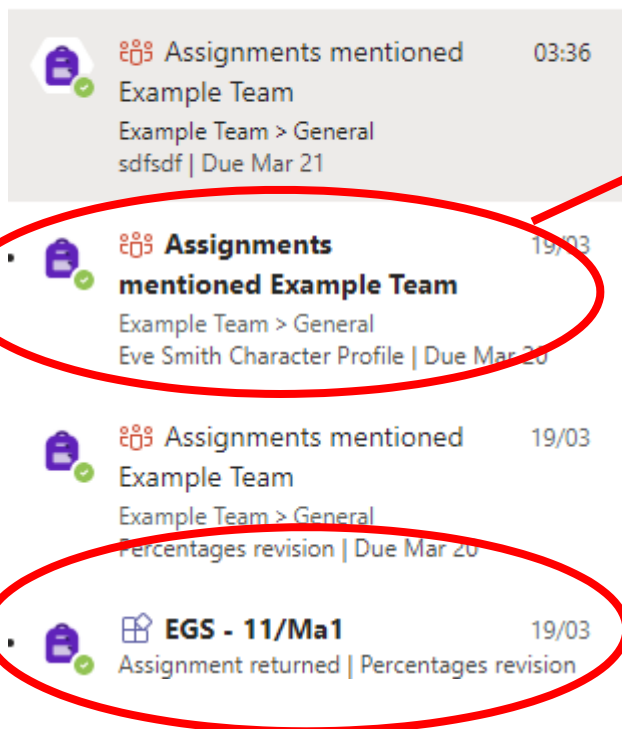 Assignments mentioned 03:36
Example Team
Example Team > General
sdfsdf | Due Mar 21
Assignments 19/03
mentioned Example Team
Example Team > General
Eve Smith Character Profile | Due Mar 20
Assignments mentioned 19/03
Example Team
Example Team > General
Percentages revision | Due Mar 20
EGS - 11/Ma1 19/03
Assignment returned | Percentages revision